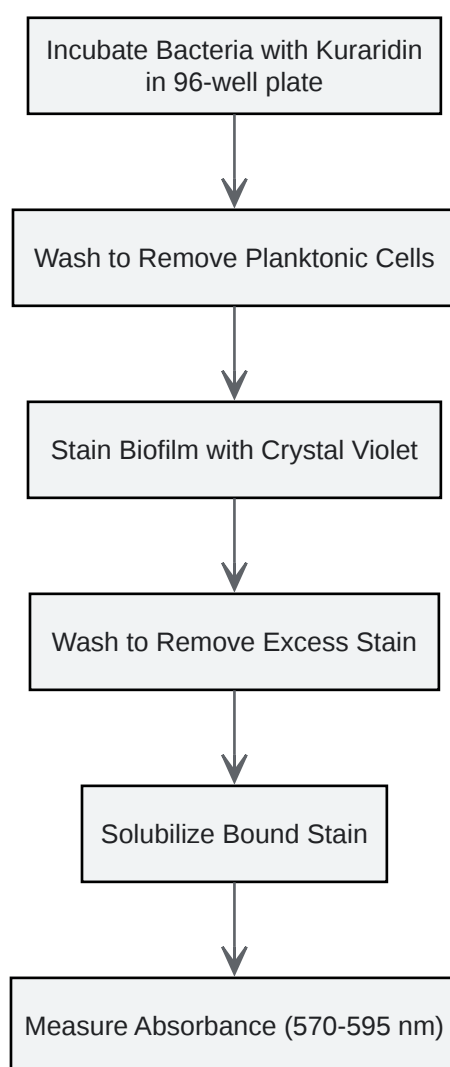 Incubate Bacteria with Kuraridin
in 96-well plate
Wash to Remove Planktonic Cells
Stain Biofilm with Crystal Violet
Wash to Remove Excess Stain
Solubilize Bound Stain
Measure Absorbance (570-595 nm)